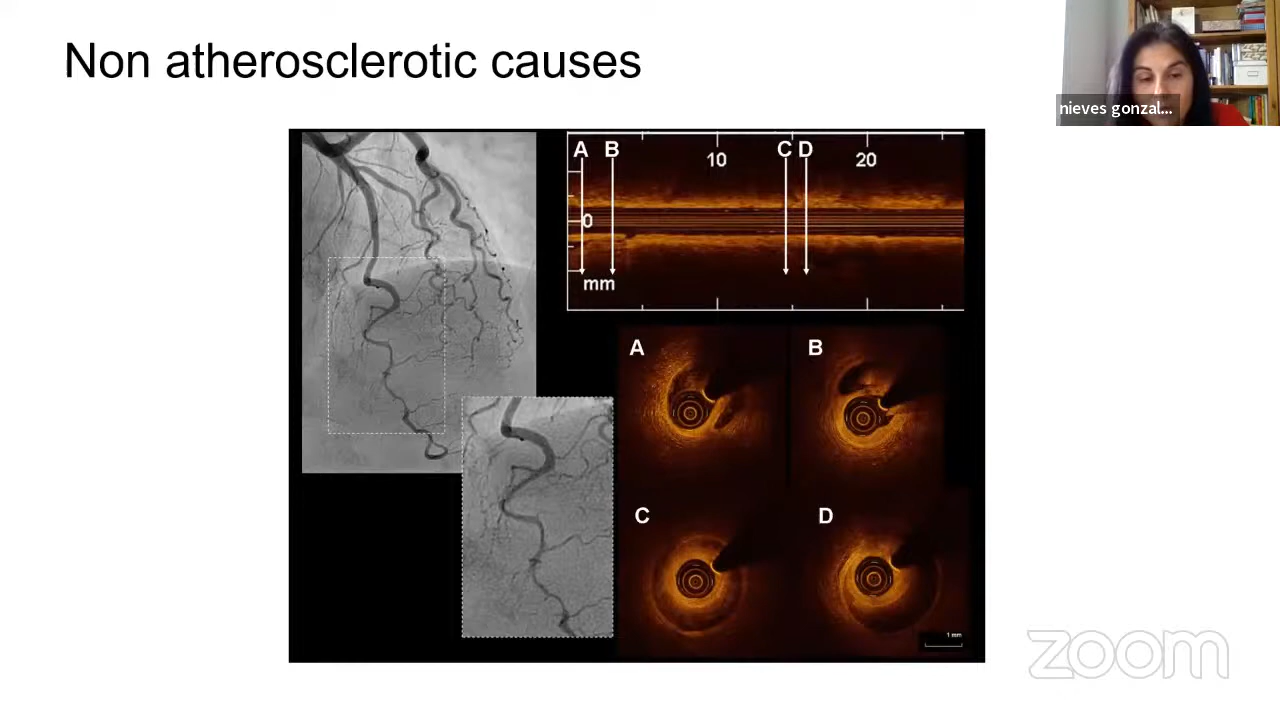 Non atherosclerotic causes
nieves gonzal...
A B 10 C D 20
0
mm
A B
C D
1 mm
zoom